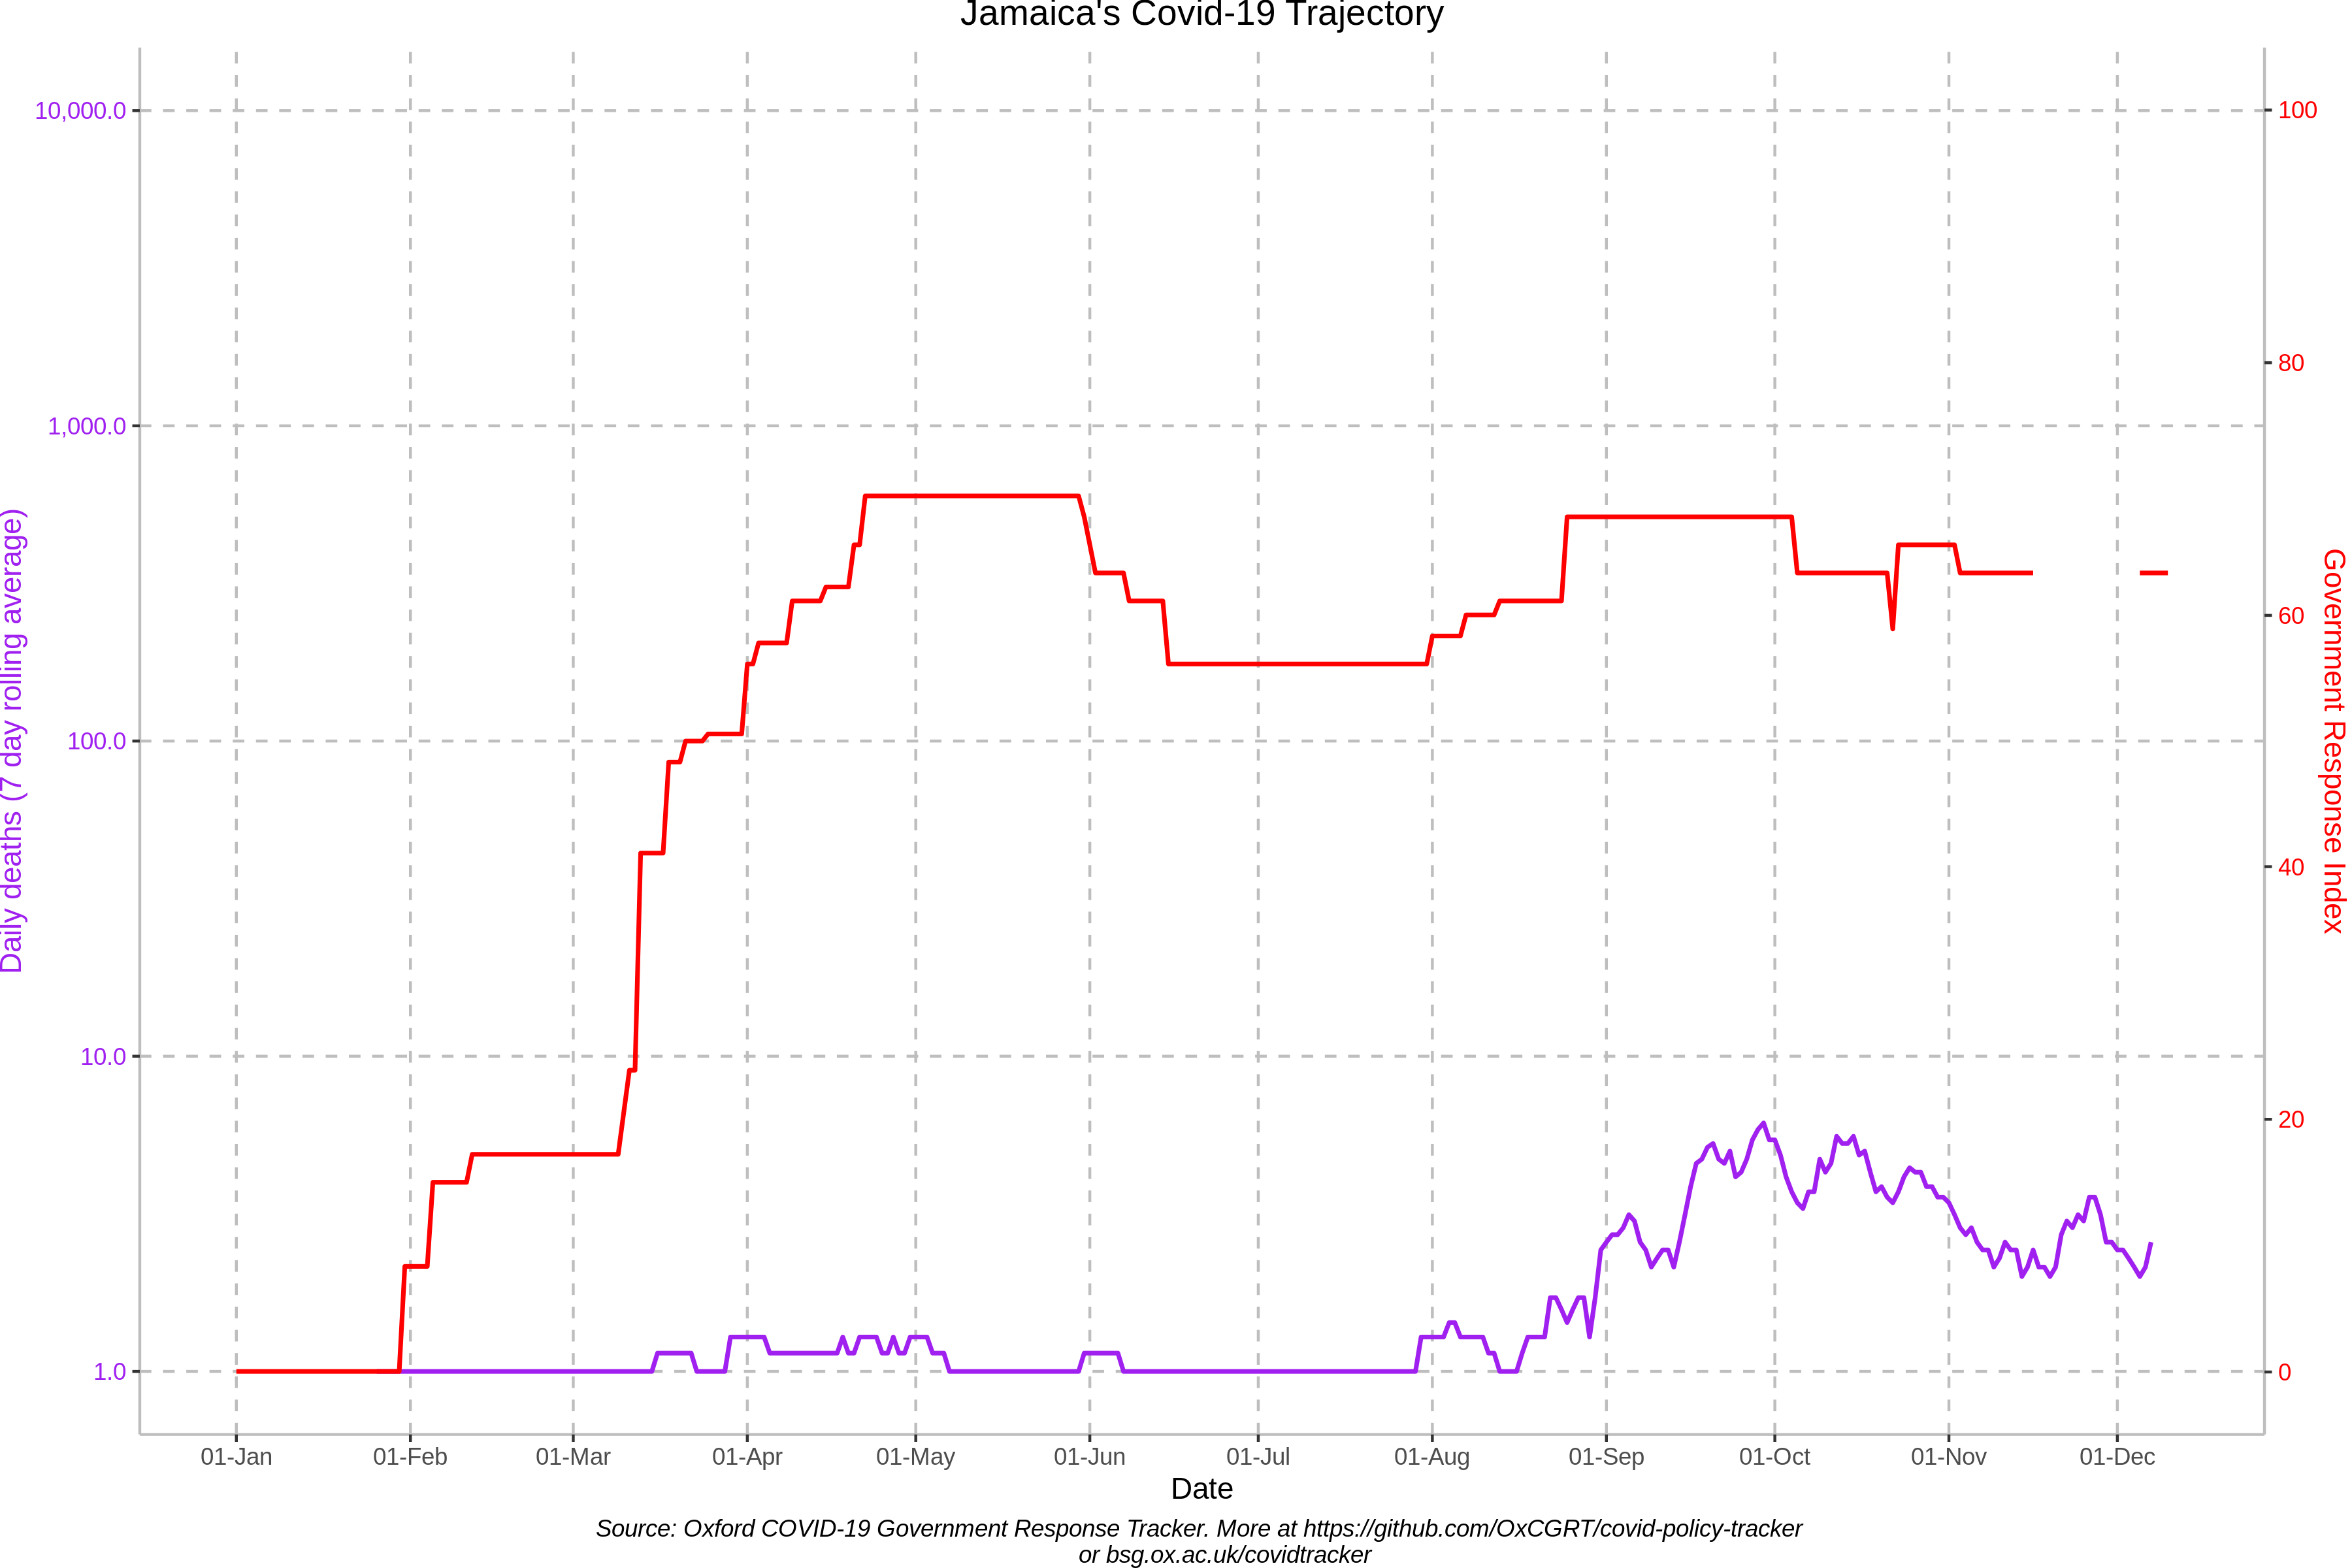 Jamaica's Covid-19 Trajectory
10,000.0
1,000.0
100.0
10.0
1.0
Daily deaths (7 day rolling average)
100
80
60
40
20
0
Government Response Index
01-Jan 01-Feb 01-Mar 01-Apr 01-May 01-Jun 01-Jul 01-Aug 01-Sep 01-Oct 01-Nov 01-Dec
Date
Source: Oxford COVID-19 Government Response Tracker. More at https://github.com/OxCGRT/covid-policy-tracker
or bsg.ox.ac.uk/covidtracker